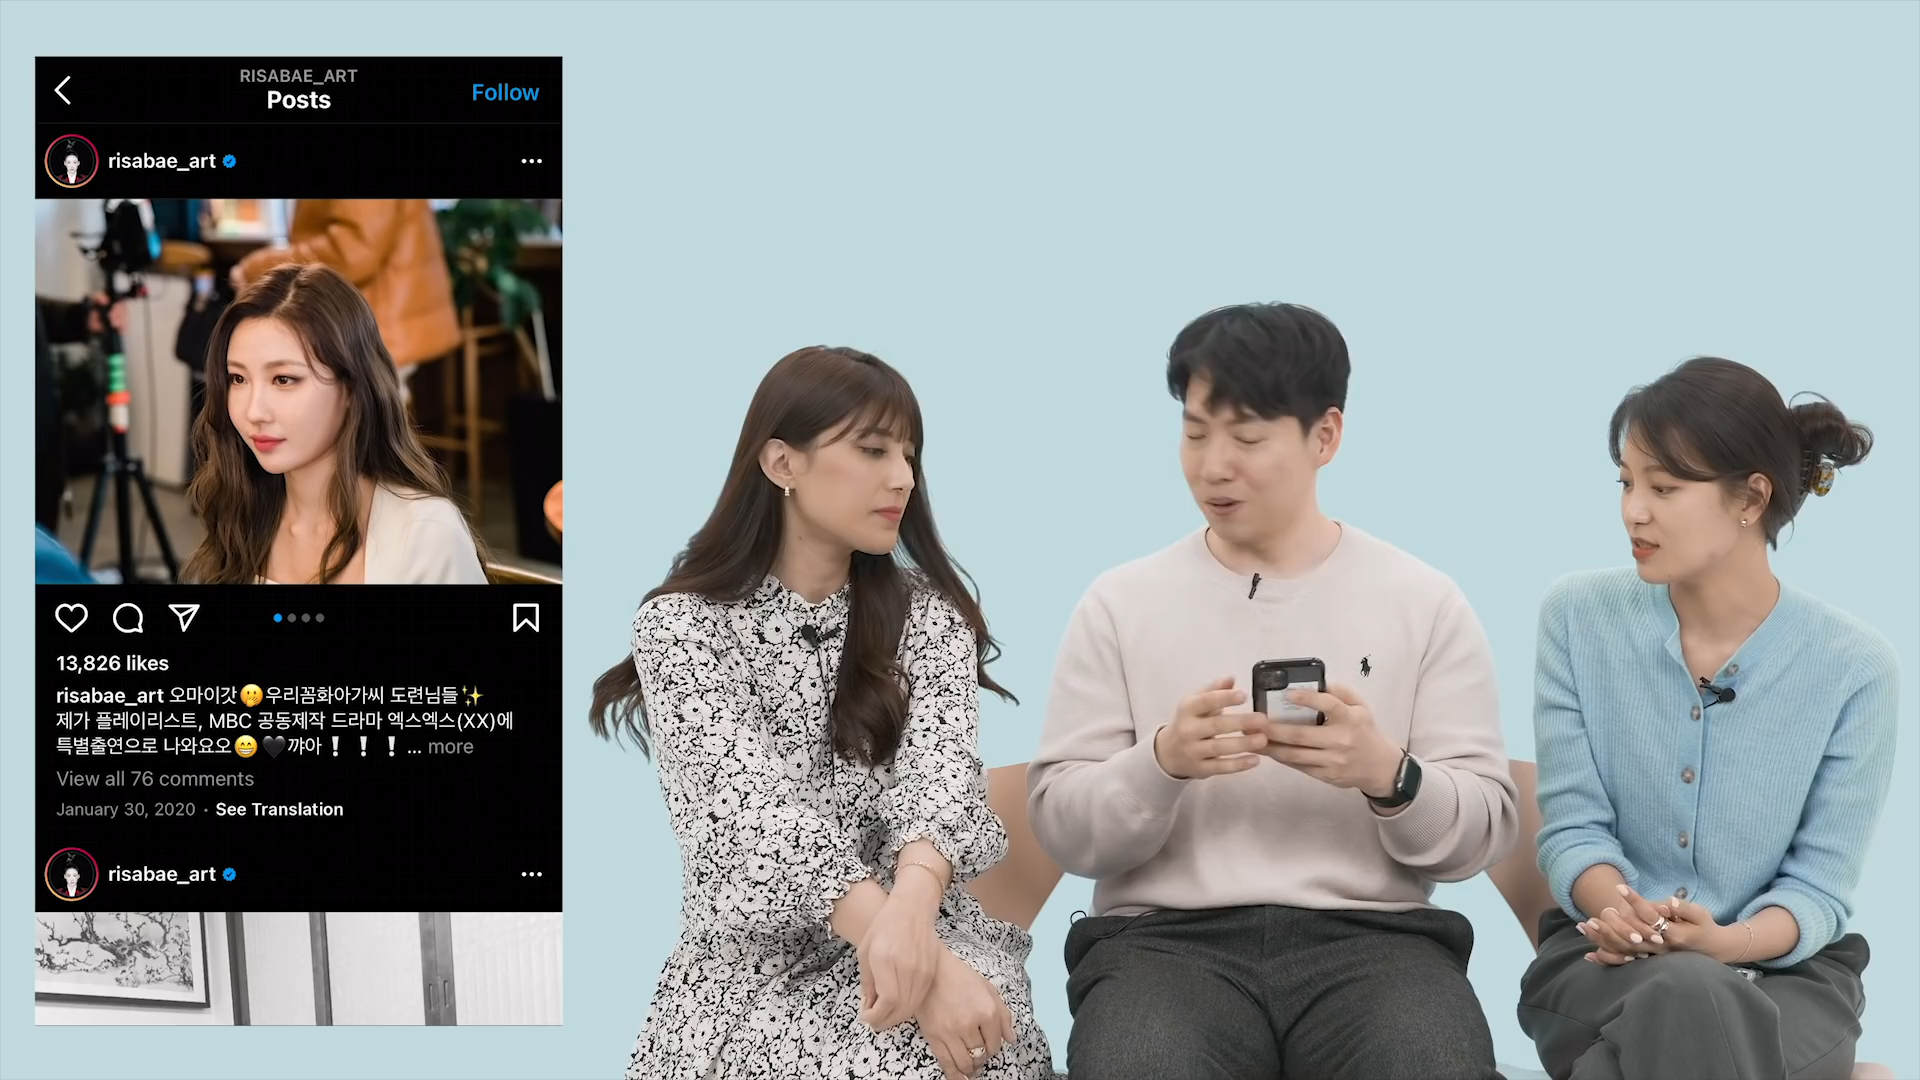 RISABAE_ART
Posts
Follow
risabae_art
13,826 likes
risabae_art 오마이갓🤭우리꼼화아가씨 도련님들✨
제가 플레이리스트, MBC 공동제작 드라마 엑스엑스(XX)에
특별출연으로 나와요오😁🖤꺄아❕❕❕... more
View all 76 comments
January 30, 2020 · See Translation
risabae_art